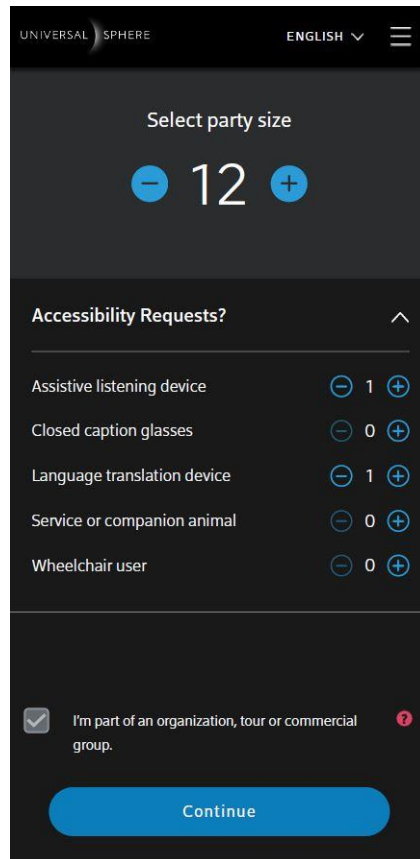 UNIVERSAL SPHERE
ENGLISH
Select party size
12
Accessibility Requests?
Assistive listening device 1
Closed caption glasses 0
Language translation device 1
Service or companion animal 0
Wheelchair user 0
I'm part of an organization, tour or commercial
group.
?
Continue